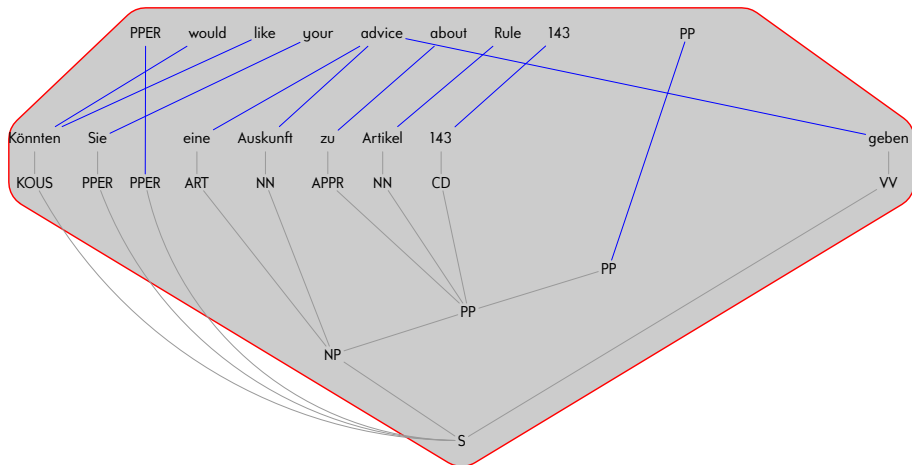 PPER would like your advice about Rule 143 PP
Könnten Sie eine Auskunft zu Artikel 143 geben
KOUS PPER PPER ART NN APPR NN CD VV
PP
PP
NP
S